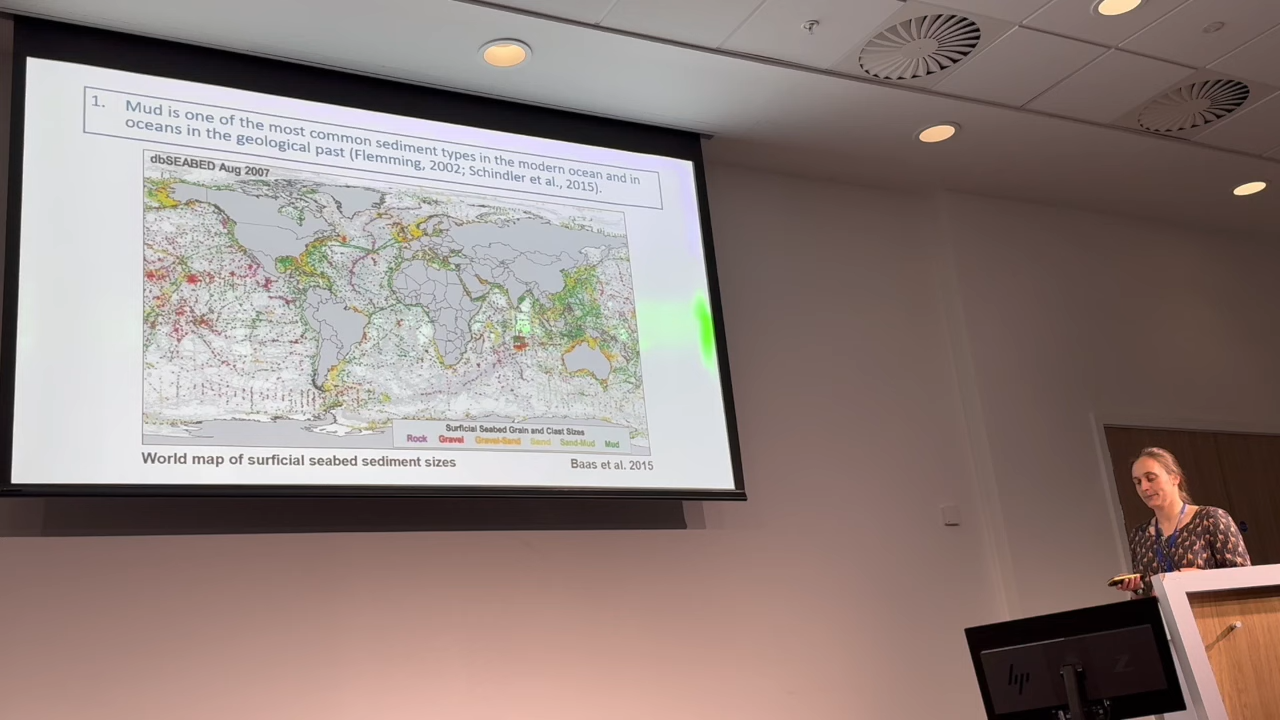 1. Mud is one of the most common sediment types in the modern ocean and in
oceans in the geological past (Flemming, 2002; Schindler et al., 2015).
dbSEABED Aug 2007
Surficial Seabed Grain and Clast Sizes
Rock Gravel Gravel-Sand Sand Sand-Mud Mud
World map of surficial seabed sediment sizes
Baas et al. 2015
hp
Z